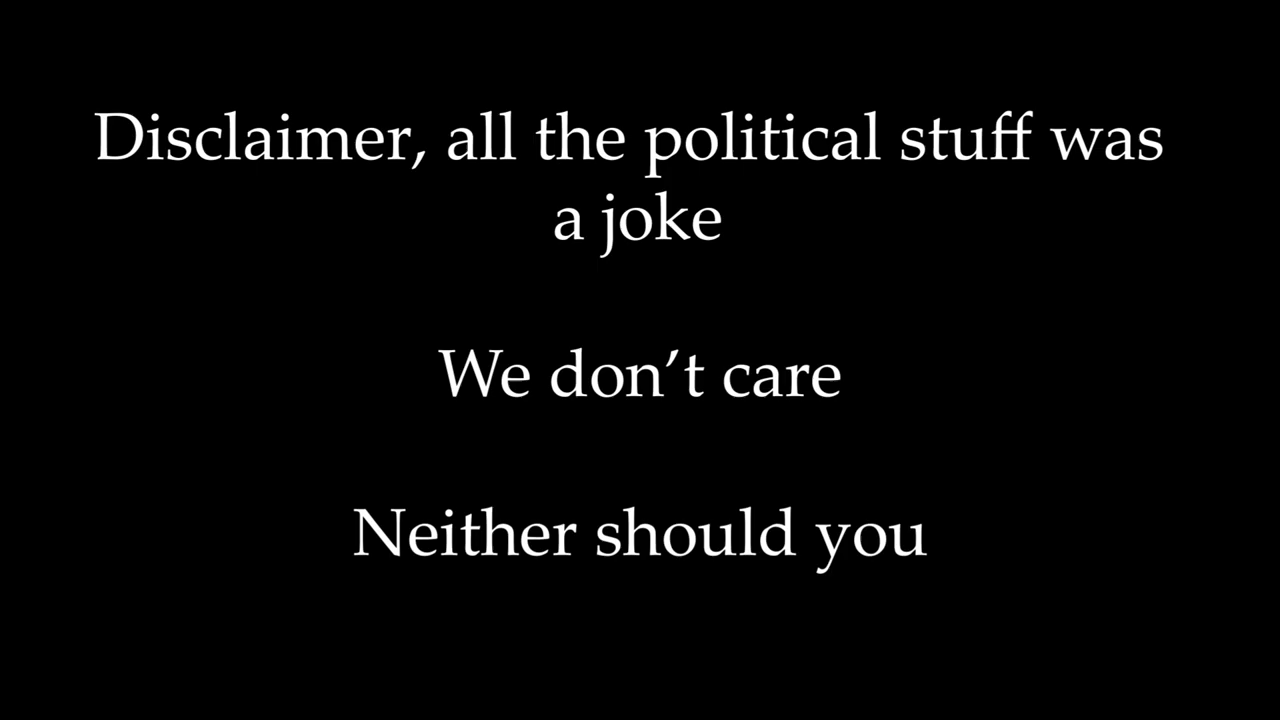 Disclaimer, all the political stuff was
a joke
We don’t care
Neither should you